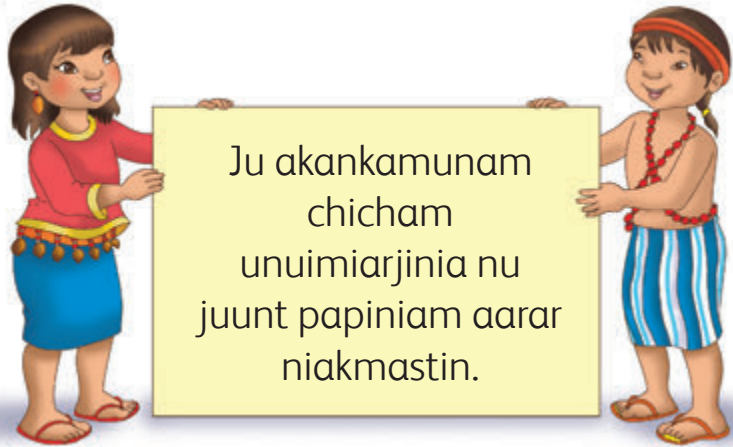 Ju akankamunam
chicham
unuimiarjinia nu
juunt papiniam aarar
niakmastin.